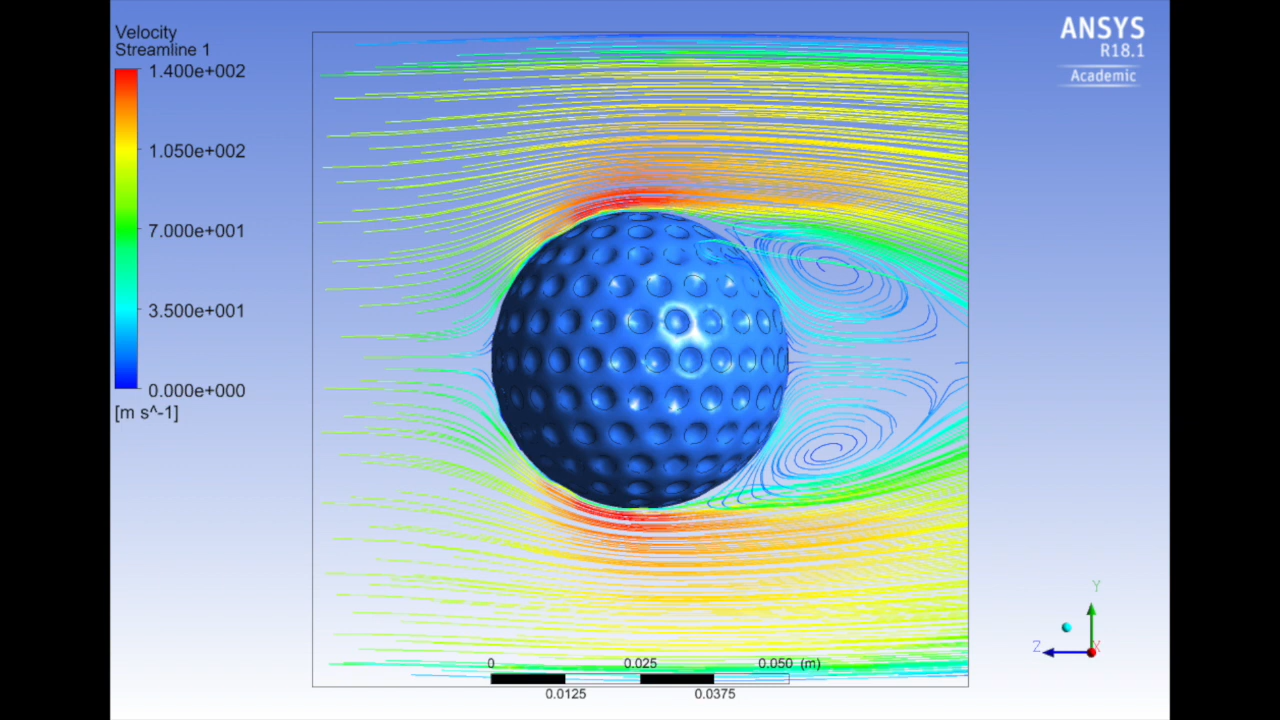 Velocity
Streamline 1
1.400e+002
1.050e+002
7.000e+001
3.500e+001
0.000e+000
[m s^-1]
ANSYS
R18.1
Academic
0 0.025 0.050 (m)
0.0125 0.0375
Y
Z X